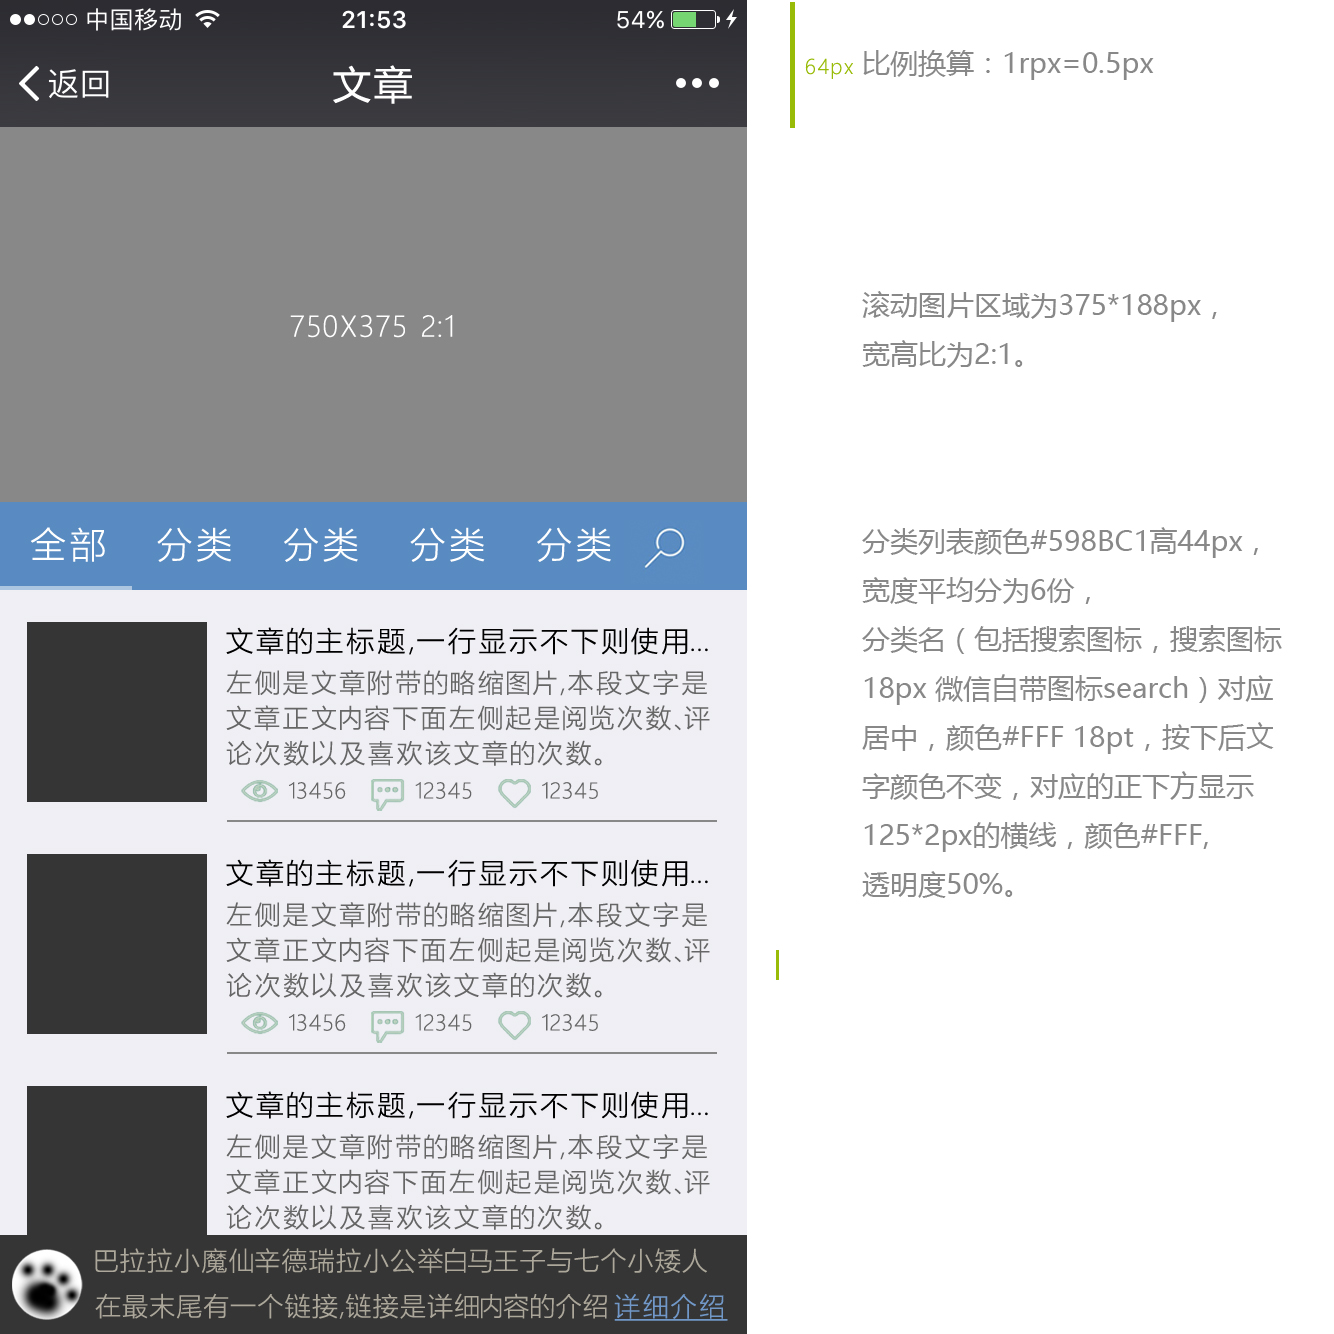 中国移动
21:53
54%
返回
文章
64px
比例换算：1rpx=0.5px
750X375 2:1
滚动图片区域为375*188px，
宽高比为2:1。
全部 分类 分类 分类 分类
分类列表颜色#598BC1高44px，
宽度平均分为6份，
分类名（包括搜索图标，搜索图标
18px 微信自带图标search）对应
居中，颜色#FFF 18pt，按下后文
字颜色不变，对应的正下方显示
125*2px的横线，颜色#FFF,
透明度50%。
文章的主标题,一行显示不下则使用...
左侧是文章附带的略缩图片,本段文字是
文章正文内容下面左侧起是阅览次数、评
论次数以及喜欢该文章的次数。
13456 12345 12345
文章的主标题,一行显示不下则使用...
左侧是文章附带的略缩图片,本段文字是
文章正文内容下面左侧起是阅览次数、评
论次数以及喜欢该文章的次数。
13456 12345 12345
文章的主标题,一行显示不下则使用...
左侧是文章附带的略缩图片,本段文字是
文章正文内容下面左侧起是阅览次数、评
论次数以及喜欢该文章的次数。
巴拉拉小魔仙辛德瑞拉小公举白马王子与七个小矮人
在最末尾有一个链接,链接是详细内容的介绍 详细介绍